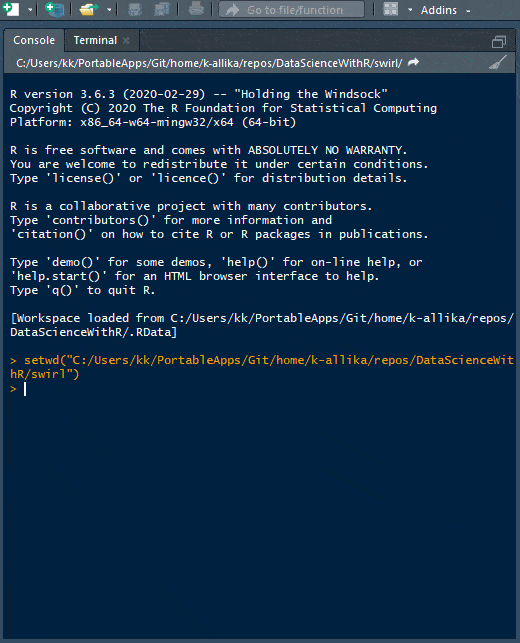 Go to file/function
Addins
Console
Terminal
C:/Users/kk/PortableApps/Git/home/k-allika/repos/DataScienceWithR/swirl/
R version 3.6.3 (2020-02-29) -- "Holding the Windsock"
Copyright (C) 2020 The R Foundation for Statistical Computing
Platform: x86_64-w64-mingw32/x64 (64-bit)
R is free software and comes with ABSOLUTELY NO WARRANTY.
You are welcome to redistribute it under certain conditions.
Type 'license()' or 'licence()' for distribution details.
R is a collaborative project with many contributors.
Type 'contributors()' for more information and
'citation()' on how to cite R or R packages in publications.
Type 'demo()' for some demos, 'help()' for on-line help, or
'help.start()' for an HTML browser interface to help.
Type 'q()' to quit R.
[Workspace loaded from C:/Users/kk/PortableApps/Git/home/k-allika/repos/
DataScienceWithR/.RData]
> setwd("C:/Users/kk/PortableApps/Git/home/k-allika/repos/DataScienceWit
hR/swirl")
>